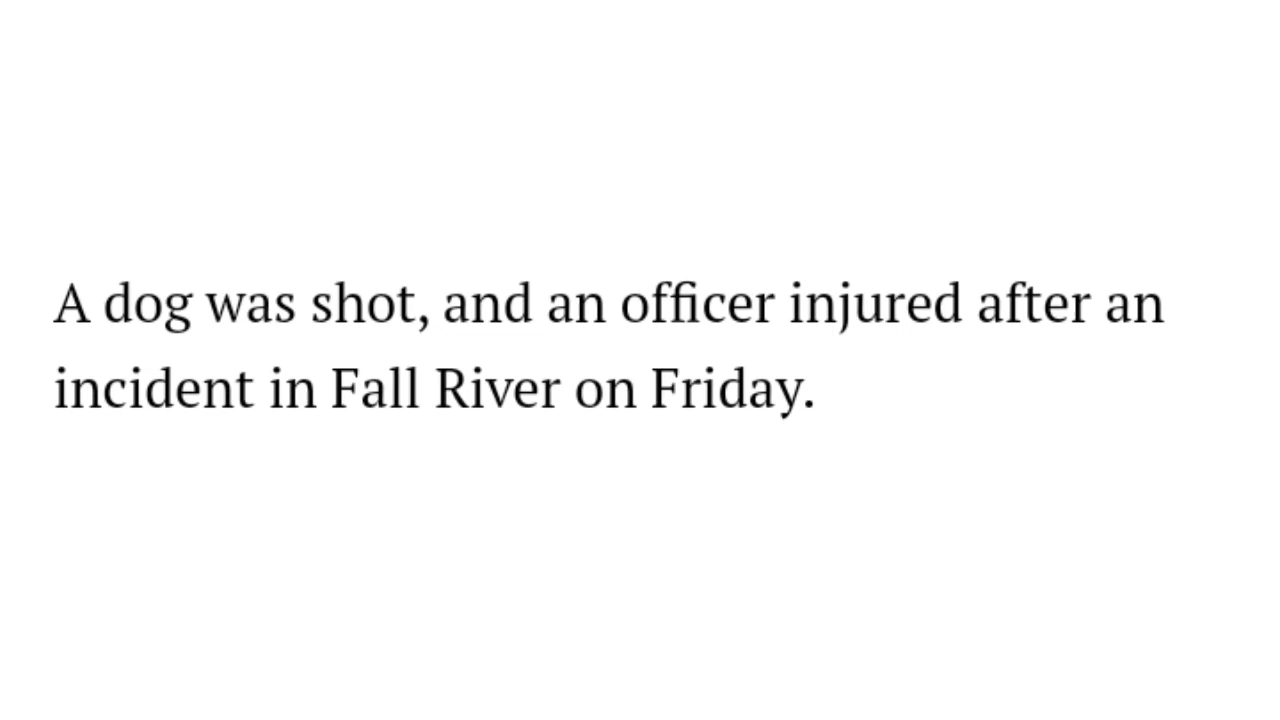 A dog was shot, and an officer injured after an
incident in Fall River on Friday.